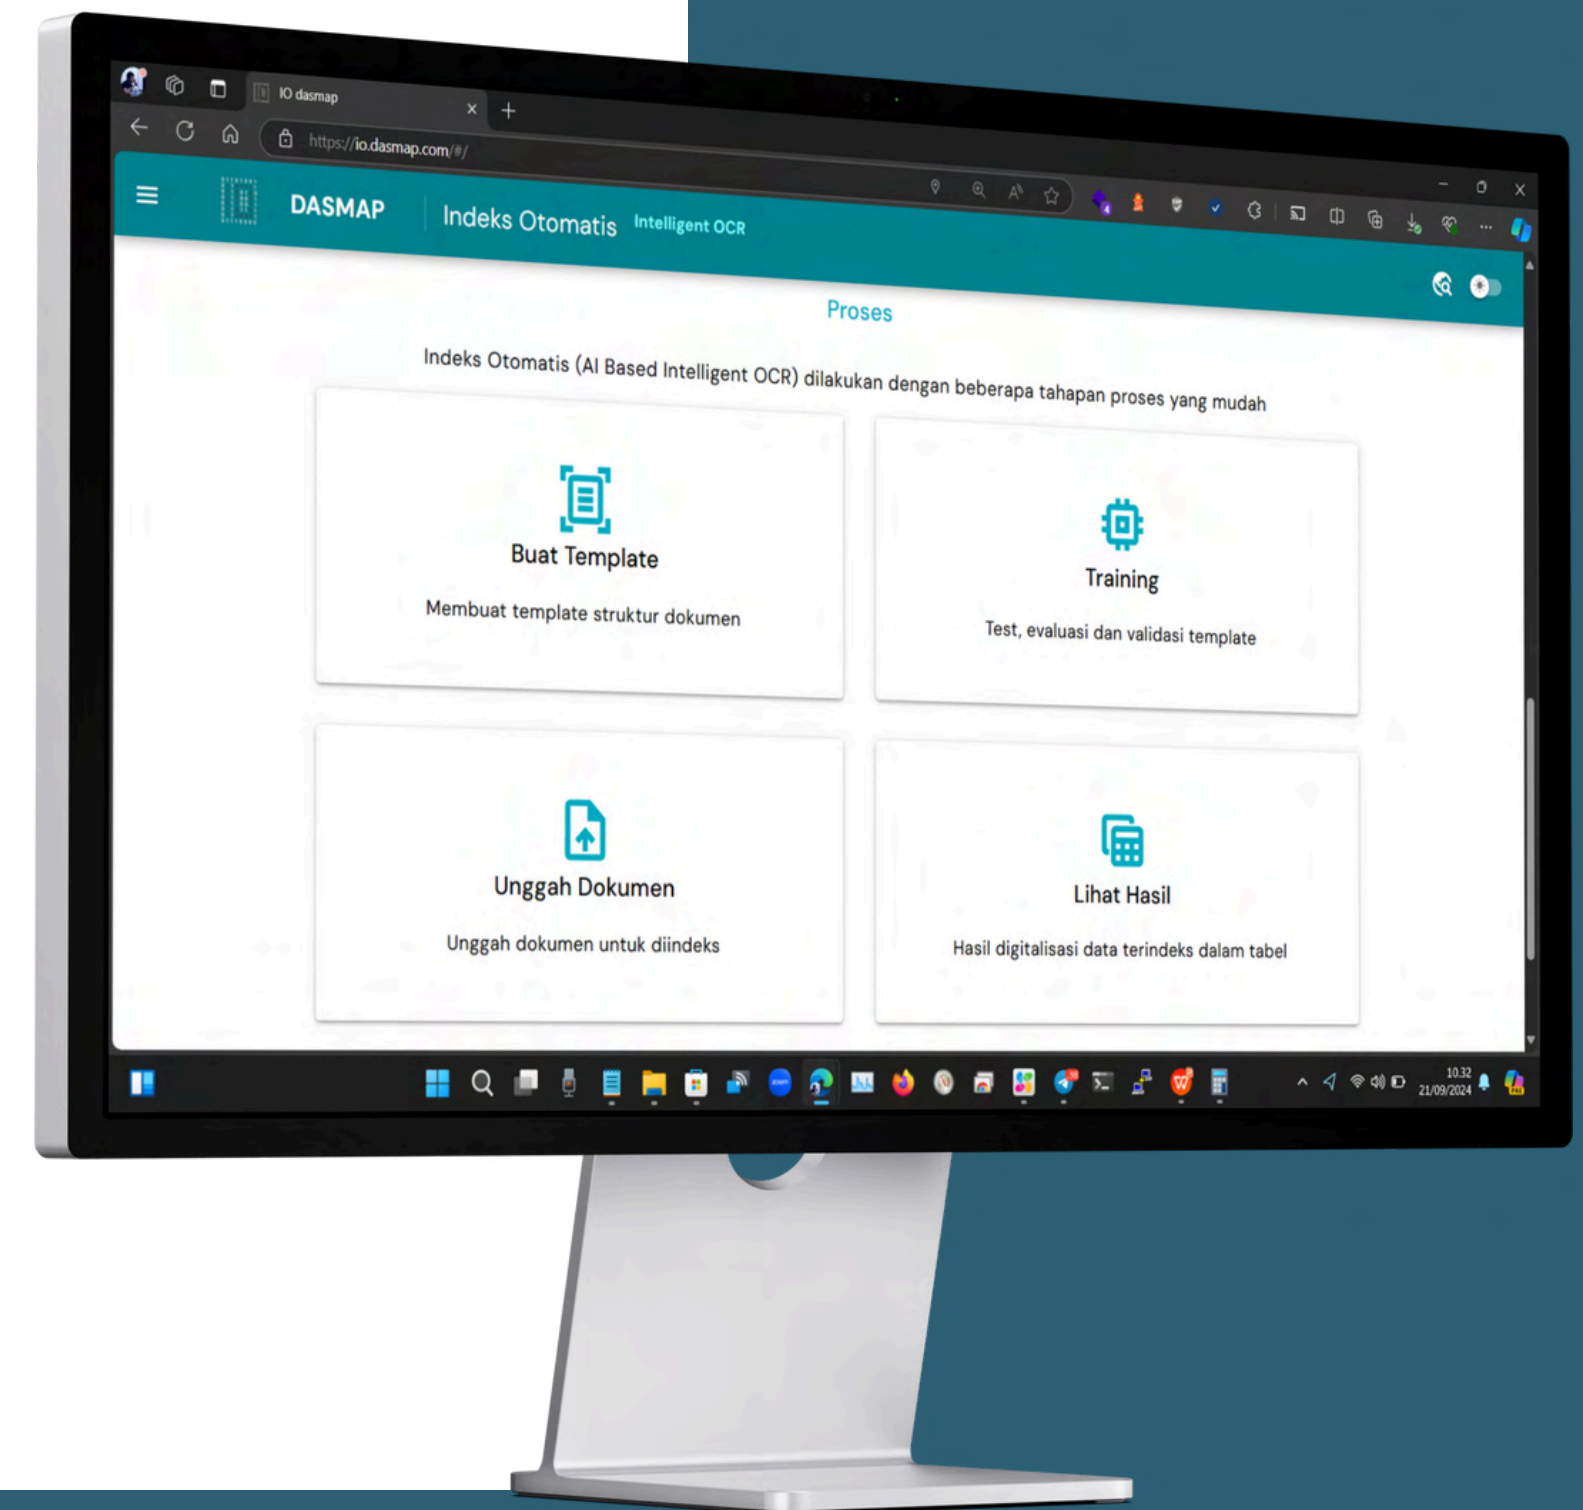 IO dasmap
https://io.dasmap.com/#/
DASMAP
Indeks Otomatis Intelligent OCR
Proses
Indeks Otomatis (AI Based Intelligent OCR) dilakukan dengan beberapa tahapan proses yang mudah
Buat Template
Membuat template struktur dokumen
Training
Test, evaluasi dan validasi template
Unggah Dokumen
Unggah dokumen untuk diindeks
Lihat Hasil
Hasil digitalisasi data terindeks dalam tabel
zoom
10.32
21/09/2024